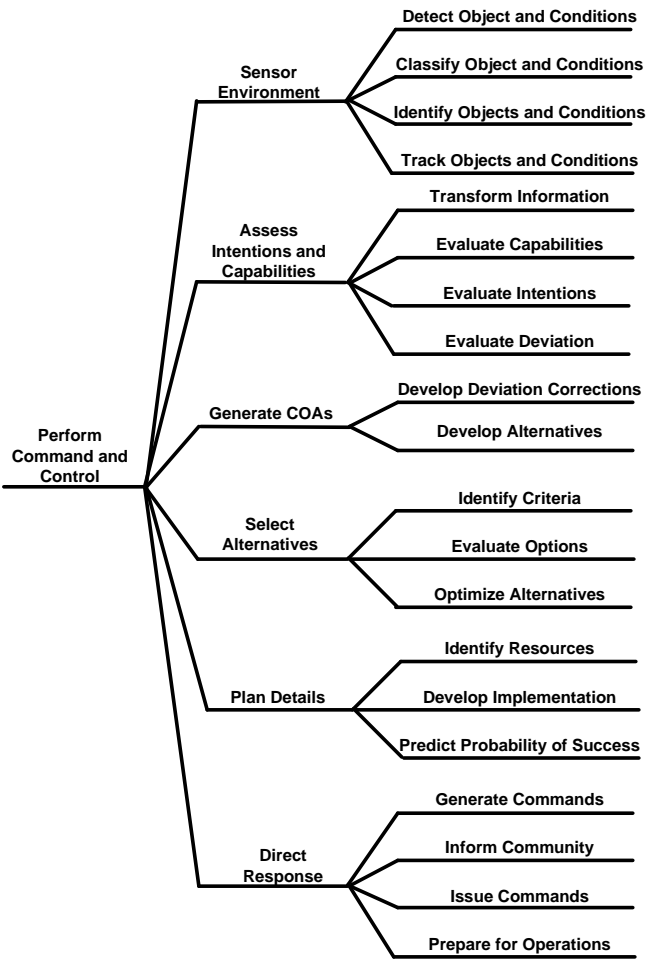 Perform
Command and
Control
Sensor
Environment
Detect Object and Conditions
Classify Object and Conditions
Identify Objects and Conditions
Track Objects and Conditions
Assess
Intentions and
Capabilities
Transform Information
Evaluate Capabilities
Evaluate Intentions
Evaluate Deviation
Generate COAs
Develop Deviation Corrections
Develop Alternatives
Select
Alternatives
Identify Criteria
Evaluate Options
Optimize Alternatives
Plan Details
Identify Resources
Develop Implementation
Predict Probability of Success
Direct
Response
Generate Commands
Inform Community
Issue Commands
Prepare for Operations